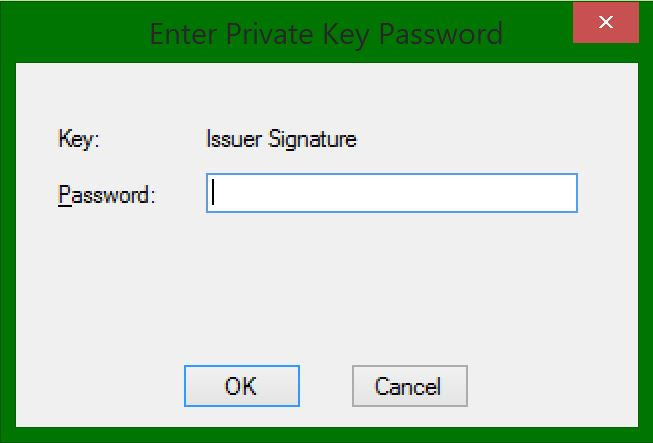 Enter Private Key Password
Key: Issuer Signature
Password:
OK Cancel